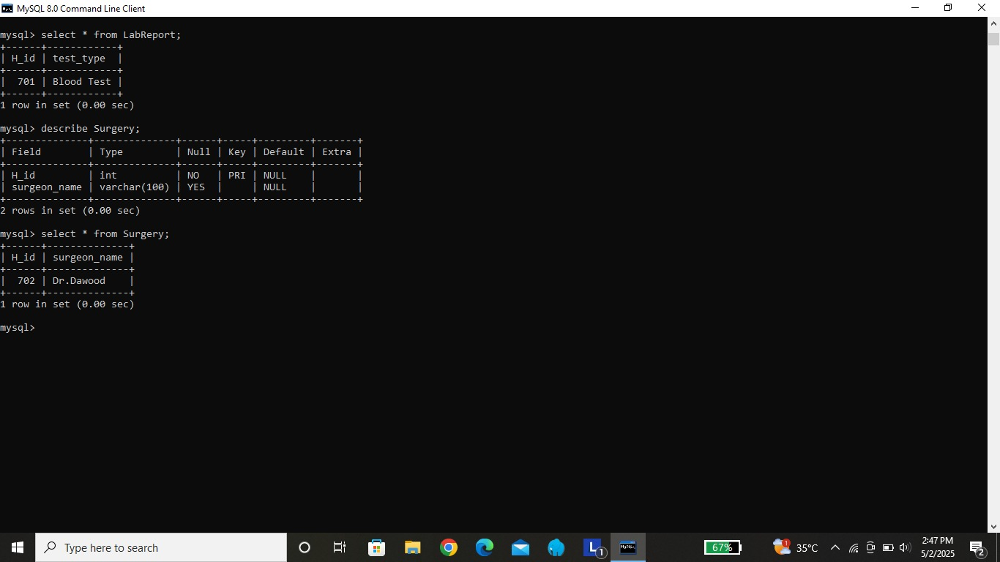 MySQL 8.0 Command Line Client
mysql> select * from LabReport;
+------+------------+
| H_id | test_type  |
+------+------------+
|  701 | Blood Test |
+------+------------+
1 row in set (0.00 sec)
mysql> describe Surgery;
+--------------+--------------+------+-----+---------+-------+
| Field        | Type         | Null | Key | Default | Extra |
+--------------+--------------+------+-----+---------+-------+
| H_id         | int          | NO   | PRI | NULL    |       |
| surgeon_name | varchar(100) | YES  |     | NULL    |       |
+--------------+--------------+------+-----+---------+-------+
2 rows in set (0.00 sec)
mysql> select * from Surgery;
+------+--------------+
| H_id | surgeon_name |
+------+--------------+
|  702 | Dr.Dawood    |
+------+--------------+
1 row in set (0.00 sec)
mysql>
Type here to search
L 1
MySQL
67%
1
35°C
2:47 PM
5/2/2025
2